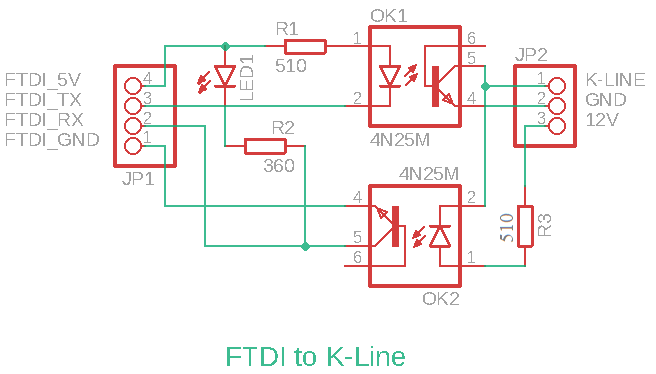 OK1
R1
1
6
510
5
JP2
LED1
FTDI_5V
4
1
K-LINE
FTDI_TX
3
2
4
2
GND
FTDI_RX
2
3
12V
FTDI_GND
1
R2
4N25M
360
JP1
4N25M
4
2
510
R3
5
6
1
OK2
FTDI to K-Line